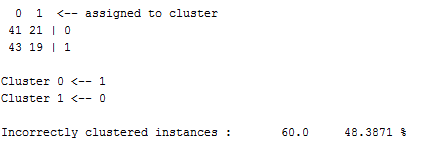 0 1 <-- assigned to cluster
41 21 | 0
43 19 | 1
Cluster 0 <-- 1
Cluster 1 <-- 0
Incorrectly clustered instances : 60.0 48.3871 %